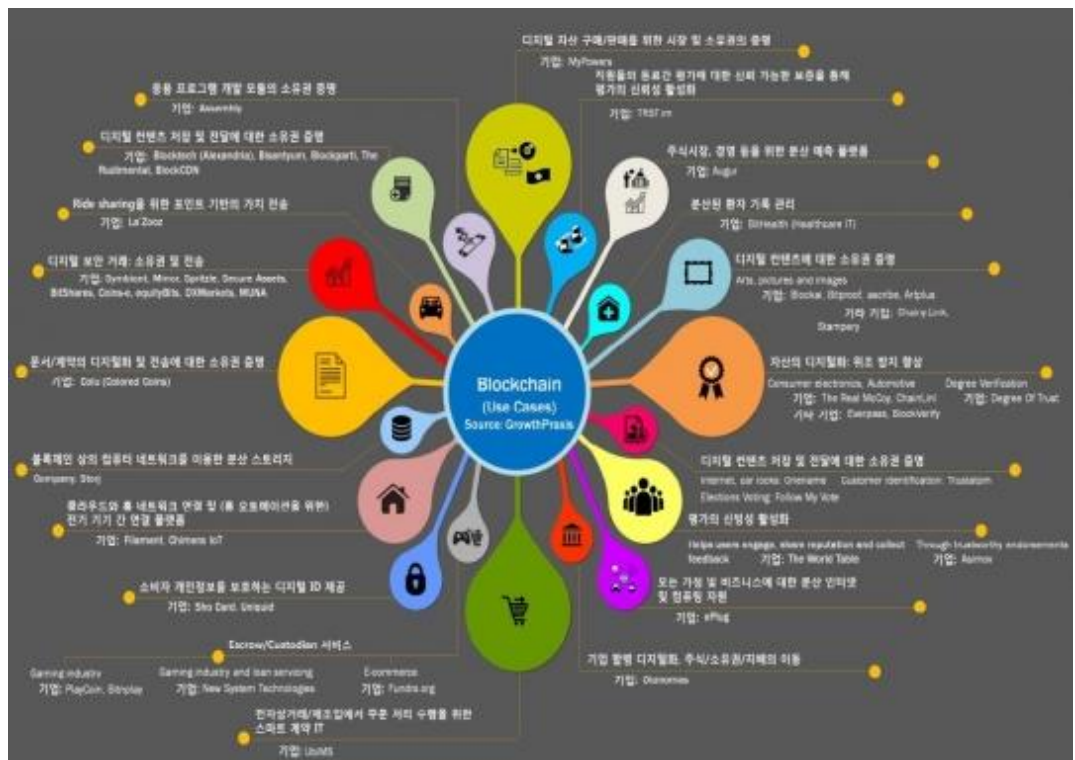 디지털 자산 구매/판매를 위한 시장 및 소유권의 증명
기업: MyPowers
직원들의 동료간 평가에 대한 신뢰 가능한 보증을 통해
평가의 신뢰성 활성화
기업: TRST.im
주식시장, 경영 등을 위한 분산 예측 플랫폼
기업: Augur
분산된 환자 기록 관리
기업: BitHealth (Healthcare IT)
디지털 컨텐츠에 대한 소유권 증명
Arts, pictures and images
기업: Blockai, Bitproof, ascribe, Artplus
기타 기업: Chainy Link,
Stampery
자산의 디지털화: 위조 방지 향상
Consumer electronics, Automotive
기업: The Real McCoy, ChainLink
기타 기업: Everpass, BlockVerify
Degree Verification
기업: Degree Of Trust
디지털 컨텐츠 저장 및 전달에 대한 소유권 증명
Internet, car locks: Onename
Customer identification: Trustatom
Elections Voting: Follow My Vote
평가의 신빙성 활성화
Helps users engage, share reputation and collect
feedback
기업: The World Table
Through trustworthy endorsements
기업: Asimov
모든 가정 및 비즈니스에 대한 분산 인터넷
및 컴퓨팅 자원
기업: ePlug
기업 합병 디지털화, 주식/소유권/지배의 이동
기업: Otonomos
응용 프로그램 개발 모듈의 소유권 증명
기업: Assembly
디지털 컨텐츠 저장 및 전달에 대한 소유권 증명
기업: Blocktech (Alexandria), Bisantyum, Blockparti, The
Rudimental, BlockCDN
Ride sharing을 위한 포인트 기반의 가치 전송
기업: La'Zooz
디지털 보안 거래: 소유권 및 전송
기업: Symbiont, Mirror, Spritzle, Secure Assets,
BitShares, Coins-e, equityBits, DXMarkets, MUNA
문서/계약의 디지털화 및 전송에 대한 소유권 증명
기업: Colu (Colored Coins)
블록체인 상의 컴퓨터 네트워크를 이용한 분산 스토리지
Company: Storj
클라우드와 홈 네트워크 연결 및 (홈 오토메이션을 위한)
전기 기기 간 연결 플랫폼
기업: Filament, Chimera IoT
소비자 개인정보를 보호하는 디지털 ID 제공
기업: Sho Card, Uniquid
Escrow/Custodian 서비스
Gaming industry
기업: PlayCoin, Bitnplay
Gaming industry and loan servicing
기업: New System Technologies
E-commerce
기업: Fundrs.org
전자상거래/제조업에서 주문 처리 수행을 위한
스마트 계약 IT
기업: UbiMS
Blockchain
(Use Cases)
Source: GrowthPraxis